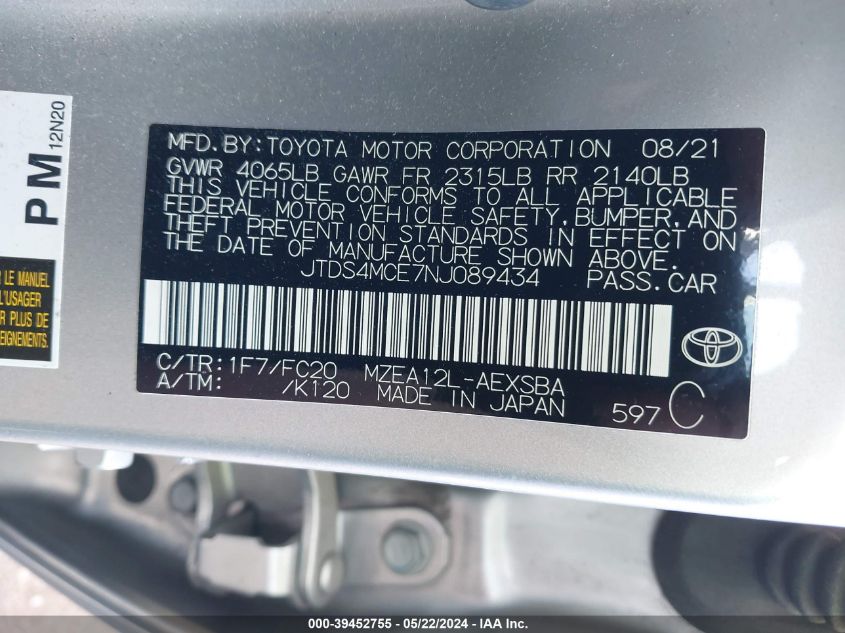 PM
12N20
R LE MANUEL
L'USAGER
R PLUS DE
EIGNEMENTS.
MFD.BY:TOYOTA MOTOR CORPORATION 08/21
GVWR 4065LB GAWR FR 2315LB RR 2140LB
THIS VEHICLE CONFORMS TO ALL APPLICABLE
FEDERAL MOTOR VEHICLE SAFETY,BUMPER,AND
THEFT PREVENTION STANDARDS IN EFFECT ON
THE DATE OF MANUFACTURE SHOWN ABOVE.
JTDS4MCE7NJ089434 PASS.CAR
C/TR:1F7/FC20 MZEA12L-AEXSBA
A/TM: /K120 MADE IN JAPAN 597 C
000-39452755 - 05/22/2024 - IAAI.COM